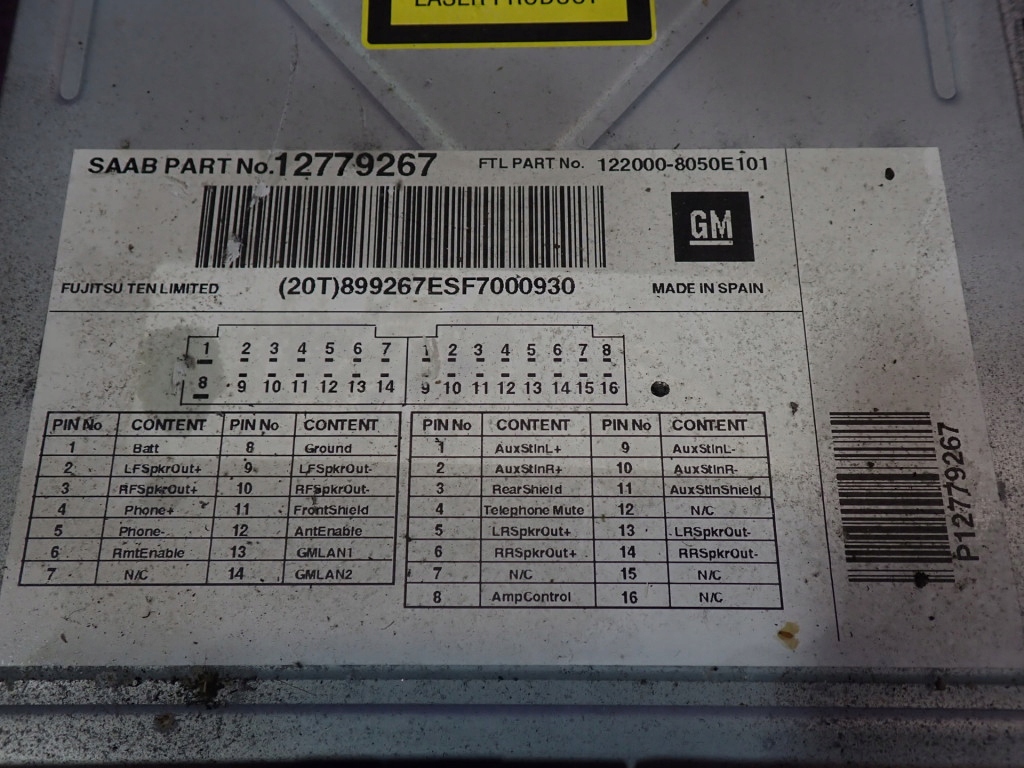 LASER PRODUCT
SAAB PART No.12779267 FTL PART No. 122000-8050E101
GM
FUJITSU TEN LIMITED (20T)899267ESF7000930 MADE IN SPAIN
1 2 3 4 5 6 7 1 2 3 4 5 6 7 8
8 9 10 11 12 13 14 9 10 11 12 13 14 15 16
PIN No CONTENT PIN No CONTENT
1 Batt 8 Ground
2 LFSpkrOut+ 9 LFSpkrOut-
3 RFSpkrOut+ 10 RFSpkrOut-
4 Phone+ 11 FrontShield
5 Phone- 12 AntEnable
6 RmtEnable 13 GMLAN1
7 N/C 14 GMLAN2
PIN No CONTENT PIN No CONTENT
1 AuxStInL+ 9 AuxStInL-
2 AuxStInR+ 10 AuxStInR-
3 RearShield 11 AuxStInShield
4 Telephone Mute 12 N/C
5 LRSpkrOut+ 13 LRSpkrOut-
6 RRSpkrOut+ 14 RRSpkrOut-
7 N/C 15 N/C
8 AmpControl 16 N/C
P12779267